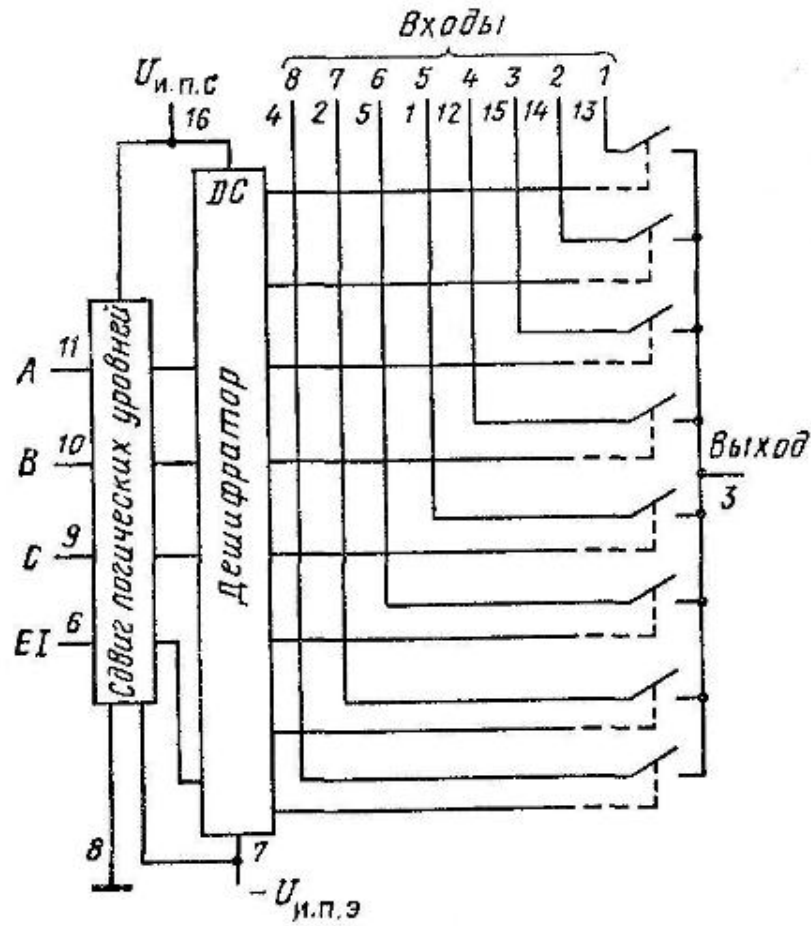 Входы
U и.п.с
8 7 6 5 4 3 2 1
16
4 2 5 1 12 15 14 13
DC
11
A
10
B
Выход
3
9
C
6
EI
Сдвиг логических уровней
Дешифратор
8
7
-U и.п.э